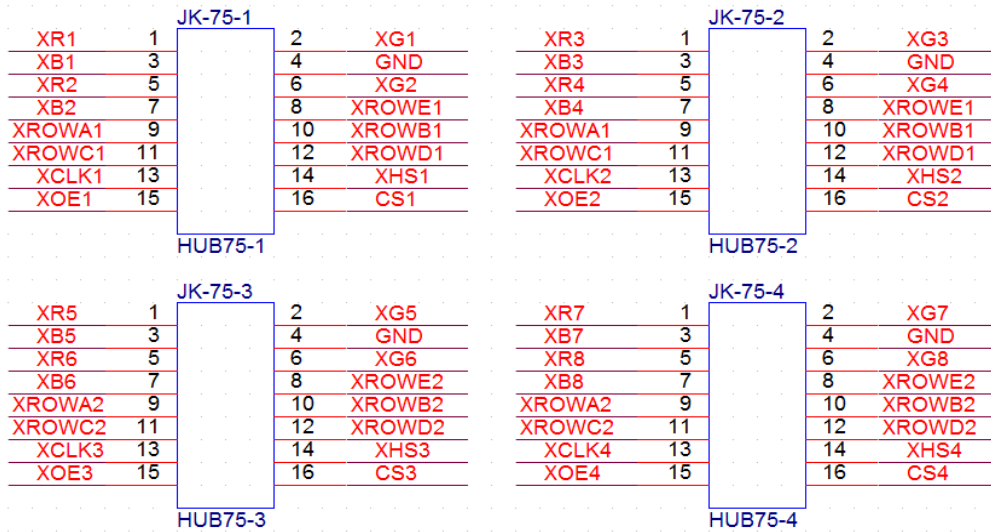 JK-75-1 JK-75-2
XR1 1 2 XG1 XR3 1 2 XG3
XB1 3 4 GND XB3 3 4 GND
XR2 5 6 XG2 XR4 5 6 XG4
XB2 7 8 XROWE1 XB4 7 8 XROWE1
XROWA1 9 10 XROWB1 XROWA1 9 10 XROWB1
XROWC1 11 12 XROWD1 XROWC1 11 12 XROWD1
XCLK1 13 14 XHS1 XCLK2 13 14 XHS2
XOE1 15 16 CS1 XOE2 15 16 CS2
HUB75-1 HUB75-2
JK-75-3 JK-75-4
XR5 1 2 XG5 XR7 1 2 XG7
XB5 3 4 GND XB7 3 4 GND
XR6 5 6 XG6 XR8 5 6 XG8
XB6 7 8 XROWE2 XB8 7 8 XROWE2
XROWA2 9 10 XROWB2 XROWA2 9 10 XROWB2
XROWC2 11 12 XROWD2 XROWC2 11 12 XROWD2
XCLK3 13 14 XHS3 XCLK4 13 14 XHS4
XOE3 15 16 CS3 XOE4 15 16 CS4
HUB75-3 HUB75-4